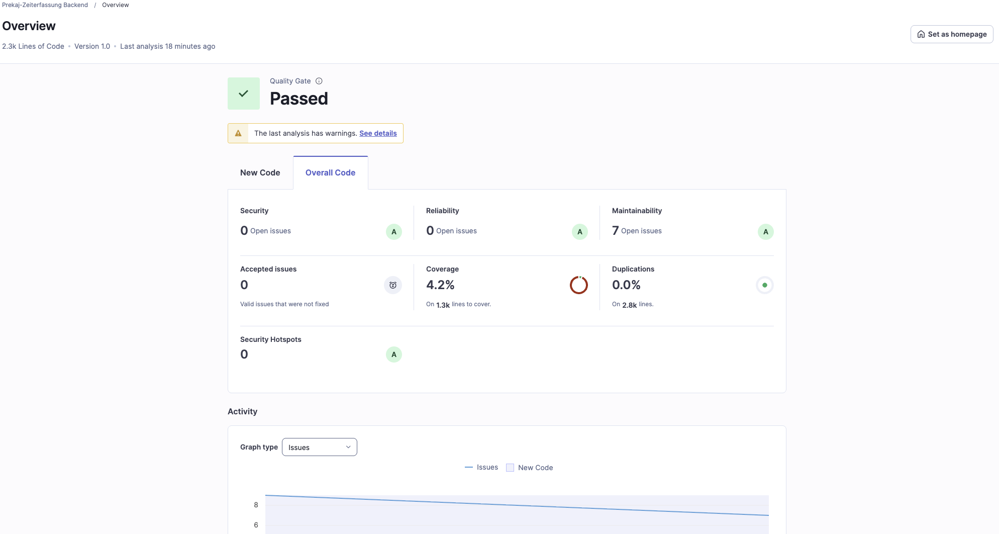 Prekaj-Zeiterfassung Backend / Overview
Overview
Set as homepage
2.3k Lines of Code • Version 1.0 • Last analysis 18 minutes ago
Quality Gate
Passed
The last analysis has warnings. See details
New Code
Overall Code
Security
0 Open issues
A
Reliability
0 Open issues
A
Maintainability
7 Open issues
A
Accepted issues
0
Valid issues that were not fixed
Coverage
4.2%
On 1.3k lines to cover.
Duplications
0.0%
On 2.8k lines.
Security Hotspots
0
A
Activity
Graph type
Issues
Issues
New Code
8
6